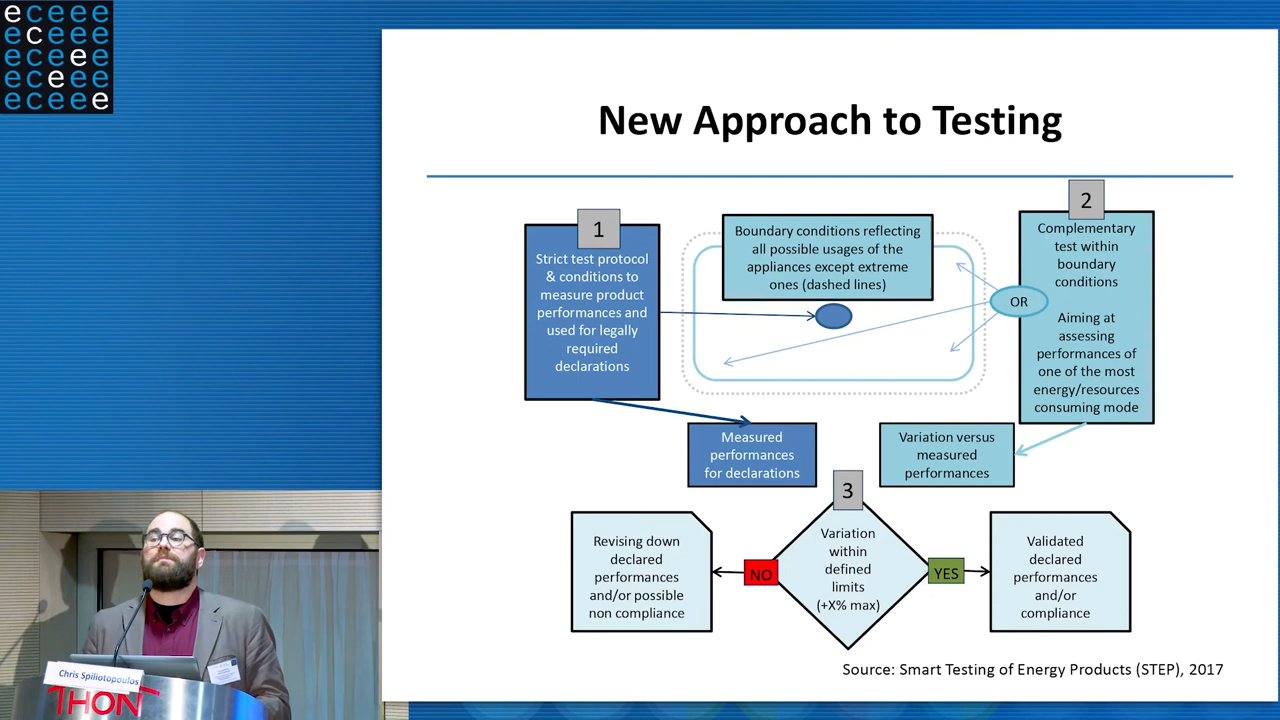 eceee
eceee
eceee
eceee
eceee
New Approach to Testing
1
Strict test protocol
& conditions to
measure product
performances and
used for legally
required
declarations
Boundary conditions reflecting
all possible usages of the
appliances except extreme
ones (dashed lines)
2
Complementary
test within
boundary
conditions
Aiming at
assessing
performances of
one of the most
energy/resources
consuming mode
OR
Measured
performances
for declarations
Variation versus
measured
performances
3
Variation
within
defined
limits
(+X% max)
NO
YES
Revising down
declared
performances
and/or possible
non compliance
Validated
declared
performances
and/or
compliance
Source: Smart Testing of Energy Products (STEP), 2017
Chris Spiliotopoulos
THON